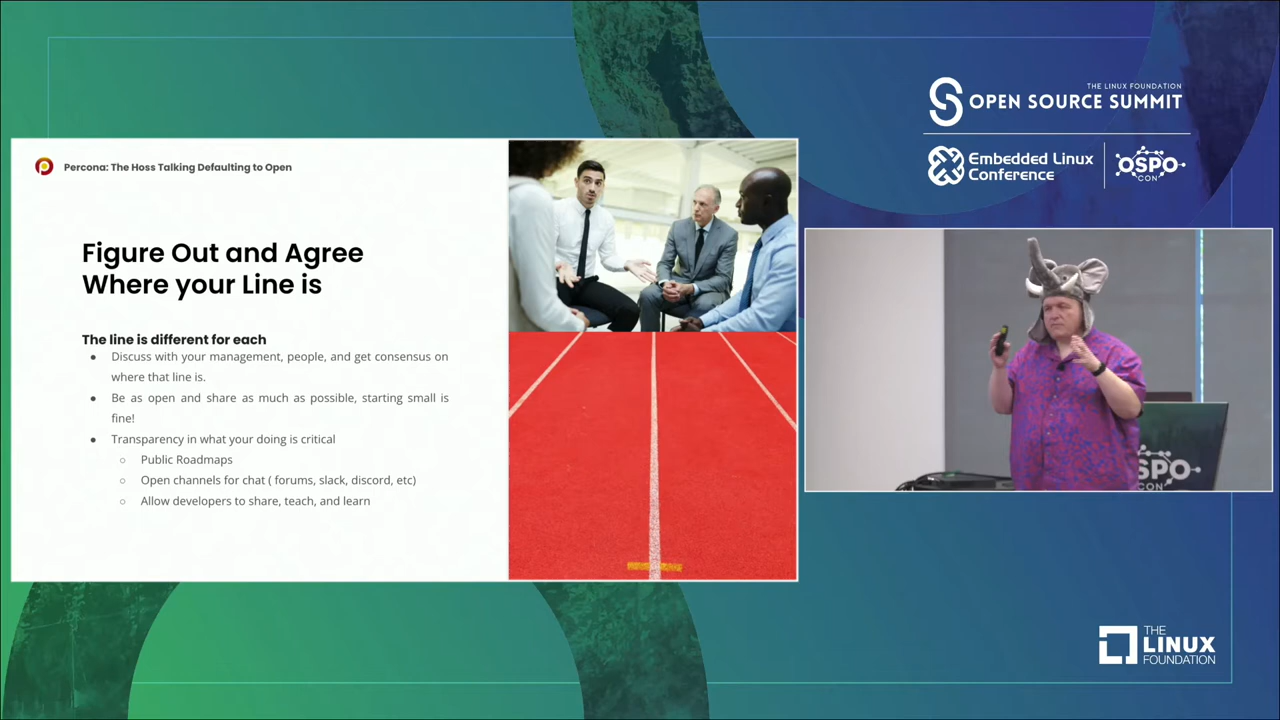 THE LINUX FOUNDATION
OPEN SOURCE SUMMIT
Embedded Linux
Conference
OSPO
CON
Percona: The Hoss Talking Defaulting to Open
Figure Out and Agree
Where your Line is
The line is different for each
● Discuss with your management, people, and get consensus on
where that line is.
● Be as open and share as much as possible, starting small is
fine!
● Transparency in what your doing is critical
○ Public Roadmaps
○ Open channels for chat ( forums, slack, discord, etc)
○ Allow developers to share, teach, and learn
SPO
CON
THE
LINUX
FOUNDATION